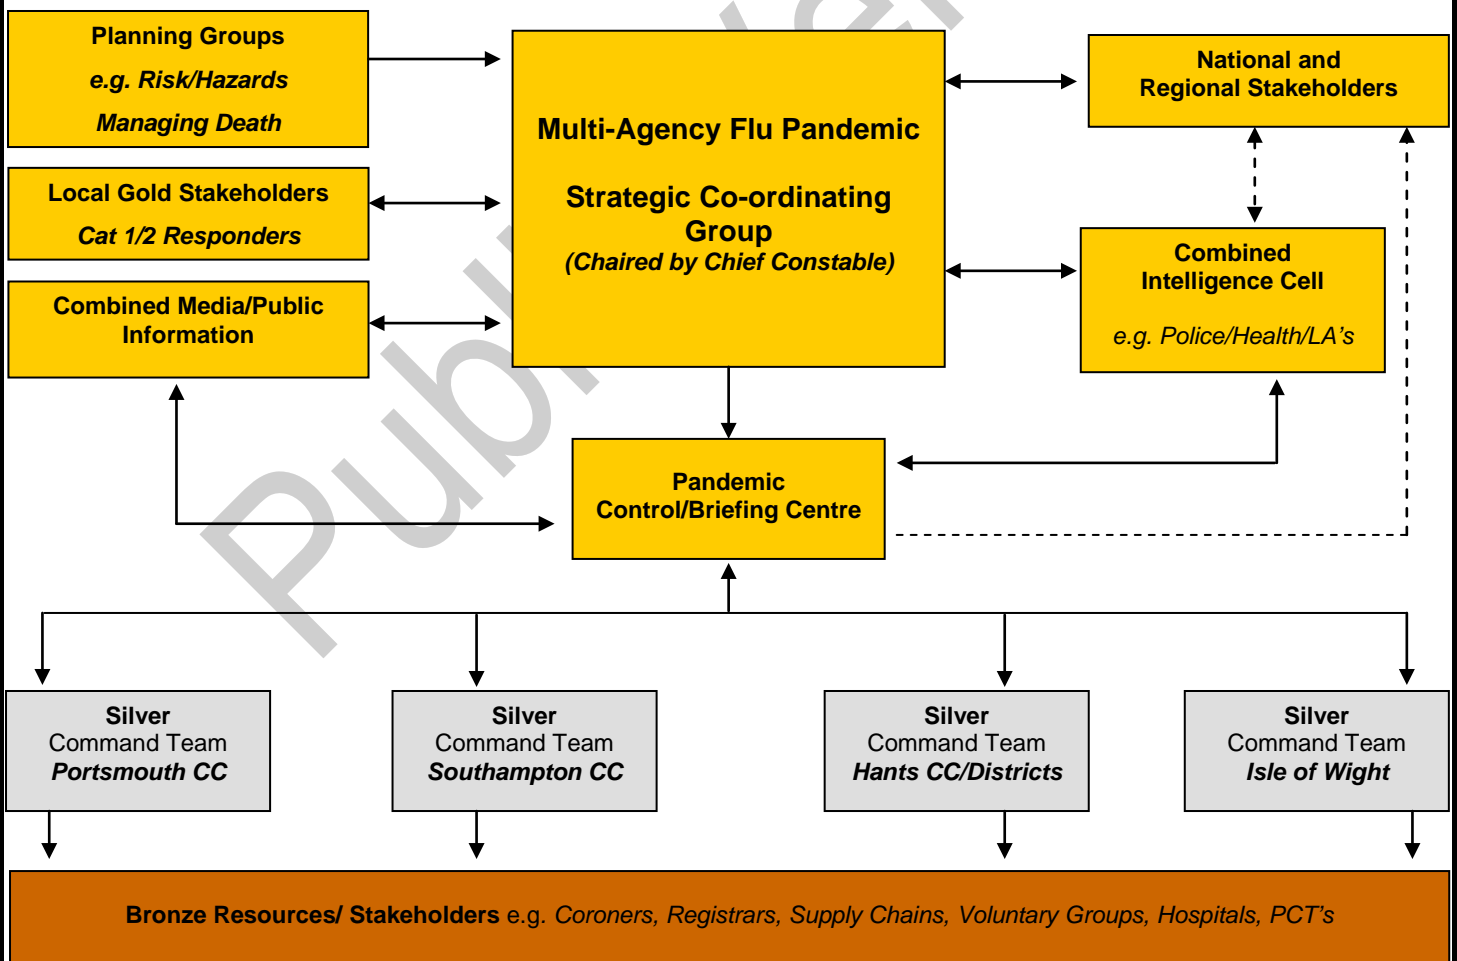 Planning Groups
e.g. Risk/Hazards
Managing Death
Local Gold Stakeholders
Cat 1/2 Responders
Combined Media/Public
Information
Multi-Agency Flu Pandemic
Strategic Co-ordinating
Group
(Chaired by Chief Constable)
National and
Regional Stakeholders
Combined
Intelligence Cell
e.g. Police/Health/LA's
Pandemic
Control/Briefing Centre
Silver
Command Team
Portsmouth CC
Silver
Command Team
Southampton CC
Silver
Command Team
Hants CC/Districts
Silver
Command Team
Isle of Wight
Bronze Resources/ Stakeholders e.g. Coroners, Registrars, Supply Chains, Voluntary Groups, Hospitals, PCT's